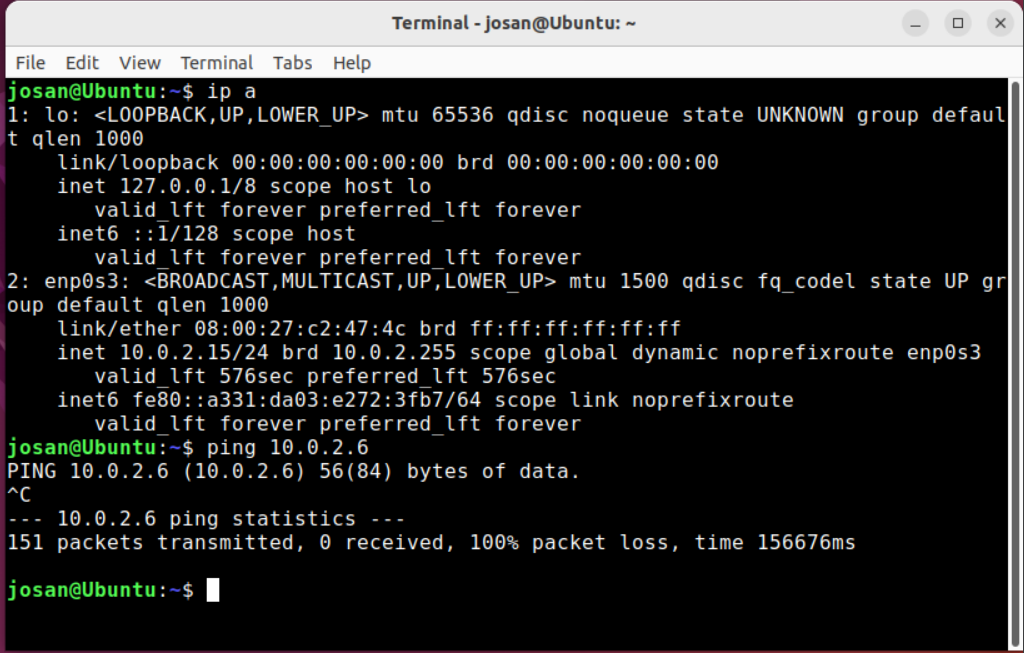 Terminal - josan@Ubuntu: ~
File Edit View Terminal Tabs Help
josan@Ubuntu:~$ ip a
1: lo: <LOOPBACK,UP,LOWER_UP> mtu 65536 qdisc noqueue state UNKNOWN group defaul
t qlen 1000
    link/loopback 00:00:00:00:00:00 brd 00:00:00:00:00:00
    inet 127.0.0.1/8 scope host lo
       valid_lft forever preferred_lft forever
    inet6 ::1/128 scope host
       valid_lft forever preferred_lft forever
2: enp0s3: <BROADCAST,MULTICAST,UP,LOWER_UP> mtu 1500 qdisc fq_codel state UP gr
oup default qlen 1000
    link/ether 08:00:27:c2:47:4c brd ff:ff:ff:ff:ff:ff
    inet 10.0.2.15/24 brd 10.0.2.255 scope global dynamic noprefixroute enp0s3
       valid_lft 576sec preferred_lft 576sec
    inet6 fe80::a331:da03:e272:3fb7/64 scope link noprefixroute
       valid_lft forever preferred_lft forever
josan@Ubuntu:~$ ping 10.0.2.6
PING 10.0.2.6 (10.0.2.6) 56(84) bytes of data.
^C
--- 10.0.2.6 ping statistics ---
151 packets transmitted, 0 received, 100% packet loss, time 156676ms
josan@Ubuntu:~$